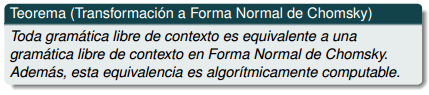 Teorema (Transformación a Forma Normal de Chomsky)
Toda gramática libre de contexto es equivalente a una
gramática libre de contexto en Forma Normal de Chomsky.
Además, esta equivalencia es algorítmicamente computable.